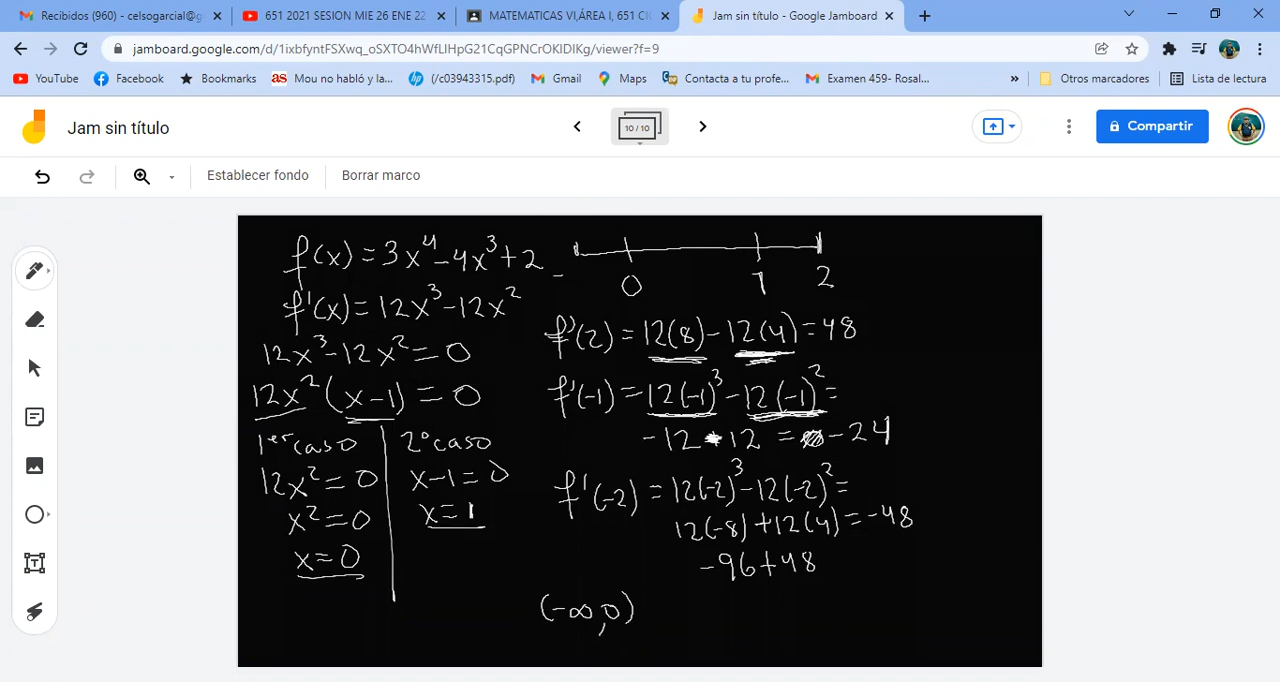 Recibidos (960) - celsogarcial@g
651 2021 SESION MIE 26 ENE 22
MATEMATICAS VI,ÁREA I, 651 CI
Jam sin título - Google Jamboard
jamboard.google.com/d/1ixbfyntFSXwq_oSXTO4hWfLIHpG21CqGPNCrOKIDIKg/viewer?f=9
YouTube
Facebook
Bookmarks
as
Mou no habló y la...
(/c03943315.pdf)
Gmail
Maps
Contacta a tu profe...
Examen 459- Rosal...
»
Otros marcadores
Lista de lectura
Jam sin título
10 / 10
Compartir
Establecer fondo
Borrar marco
f(x) = 3x⁴ - 4x³ + 2
f'(x) = 12x³ - 12x²
12x³ - 12x² = 0
12x² (x-1) = 0
1er caso
12x² = 0
x² = 0
x = 0
2º caso
x - 1 = 0
x = 1
-
0 1 2
f'(2) = 12(8) - 12(4) = 48
f'(-1) = 12(-1)³ - 12(-1)² =
-12 - 12 = -24
f'(-2) = 12(-2)³ - 12(-2)² =
12(-8) + 12(4) = -48
-96 + 48
(-∞,0)